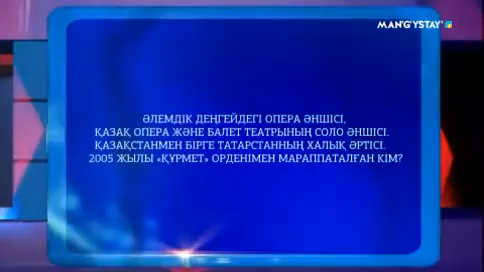 MAN'G'YSTAY
ӘЛЕМДІК ДЕҢГЕЙДЕГІ ОПЕРА ӘНШІСІ,
ҚАЗАҚ ОПЕРА ЖӘНЕ БАЛЕТ ТЕАТРЫНЫҢ СОЛО ӘНШІСІ.
ҚАЗАҚСТАНМЕН БІРГЕ ТАТАРСТАННЫҢ ХАЛЫҚ ӘРТІСІ.
2005 ЖЫЛЫ «ҚҰРМЕТ» ОРДЕНІМЕН МАРАППАТАЛҒАН КІМ?